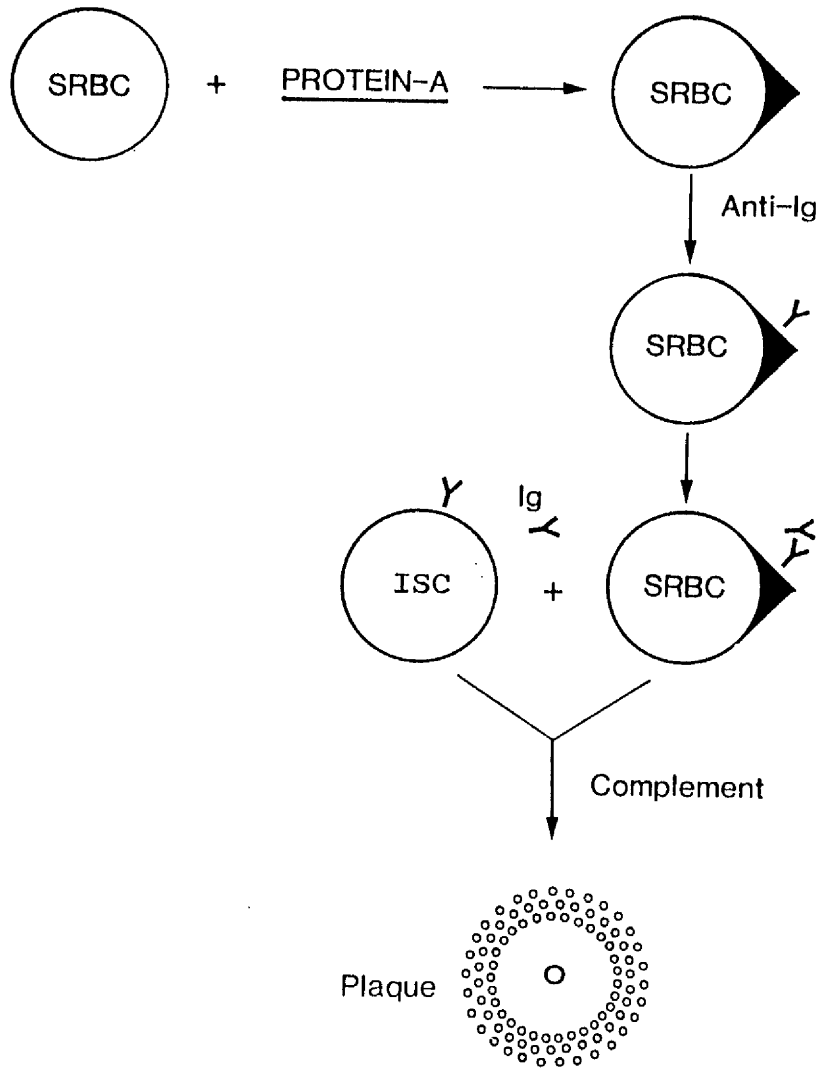 SRBC + PROTEIN-A SRBC
Anti-Ig
SRBC
Ig
ISC + SRBC
Complement
Plaque